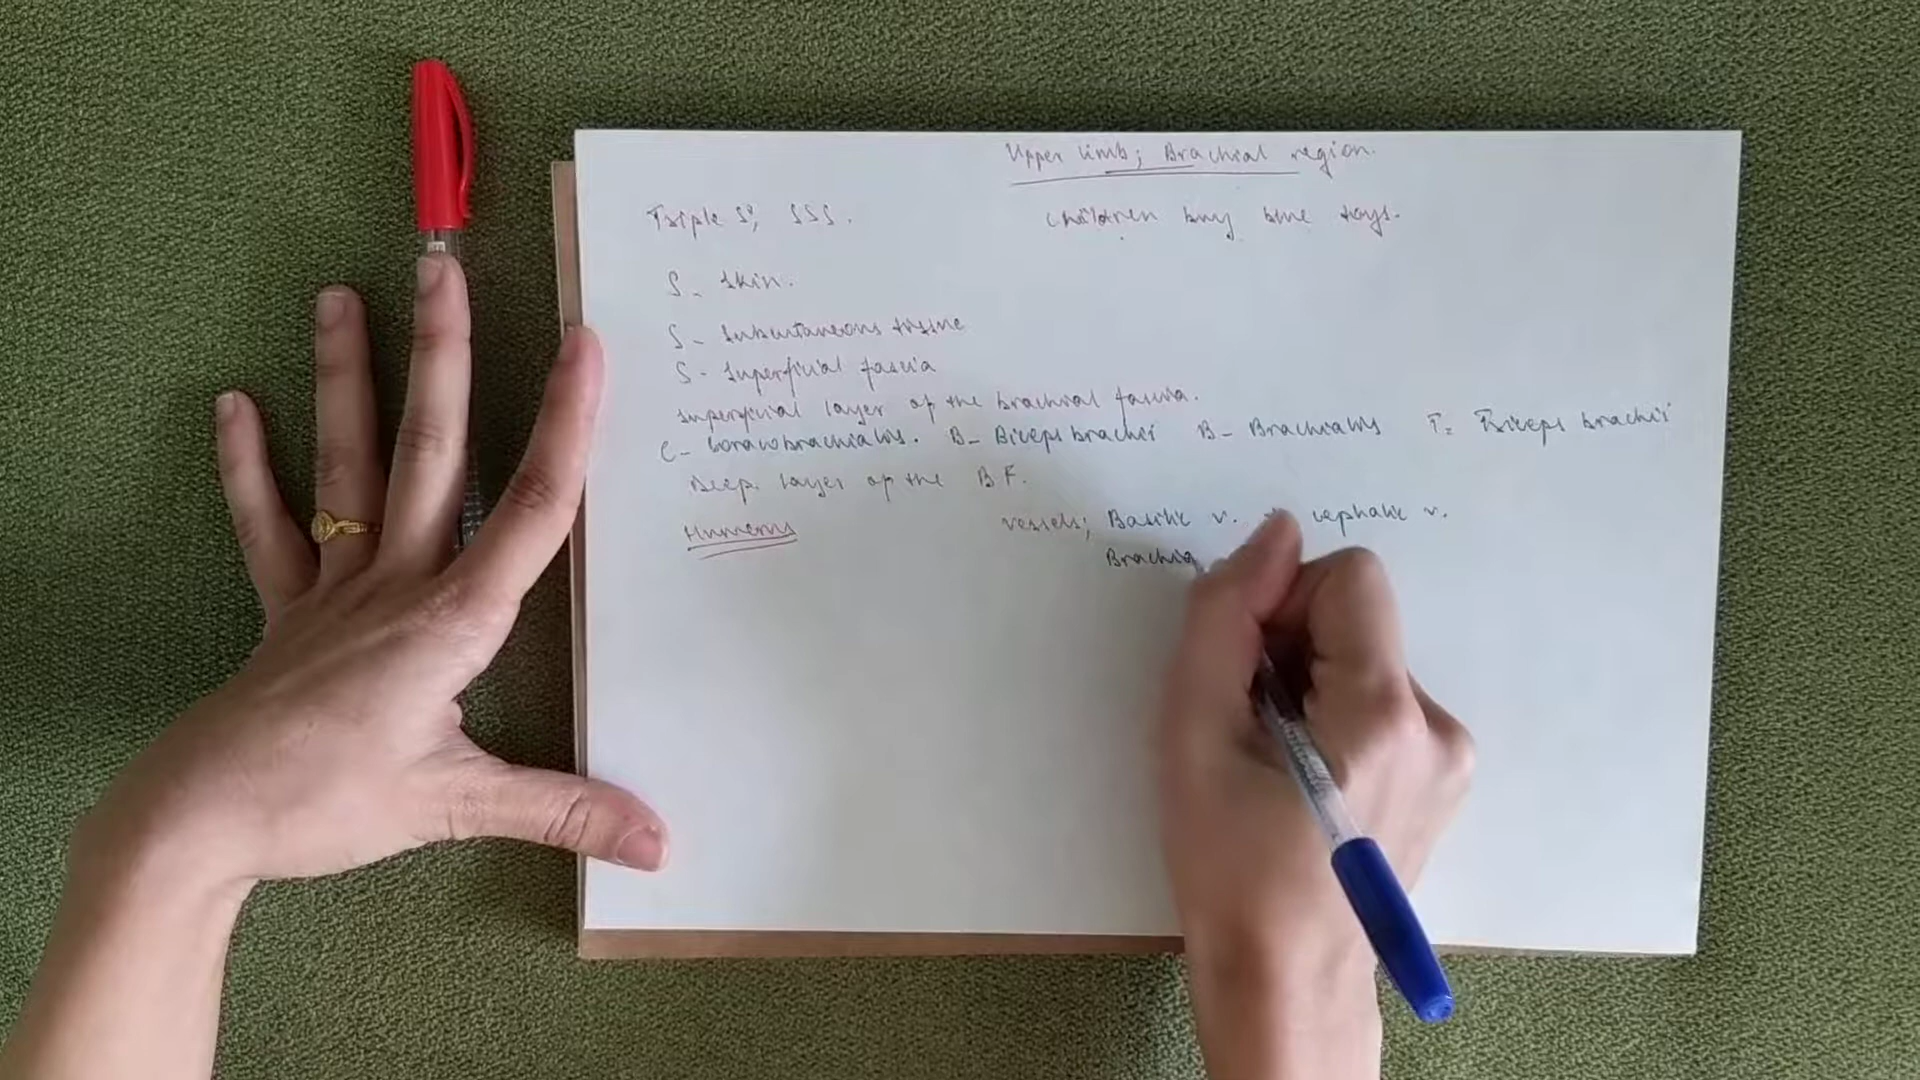 Upper limb; Brachial region.
Triple S', SSS.
Children buy blue toys.
S - Skin.
S - Subcutaneous tissue
S - Superficial fascia
Superficial layer of the brachial fascia.
C - Coracobrachialis. B - Biceps brachii B - Brachialis T = Triceps brachii
Deep layer of the B F.
Humerus
Vessels; Basilic v. cephalic v.
Brachia